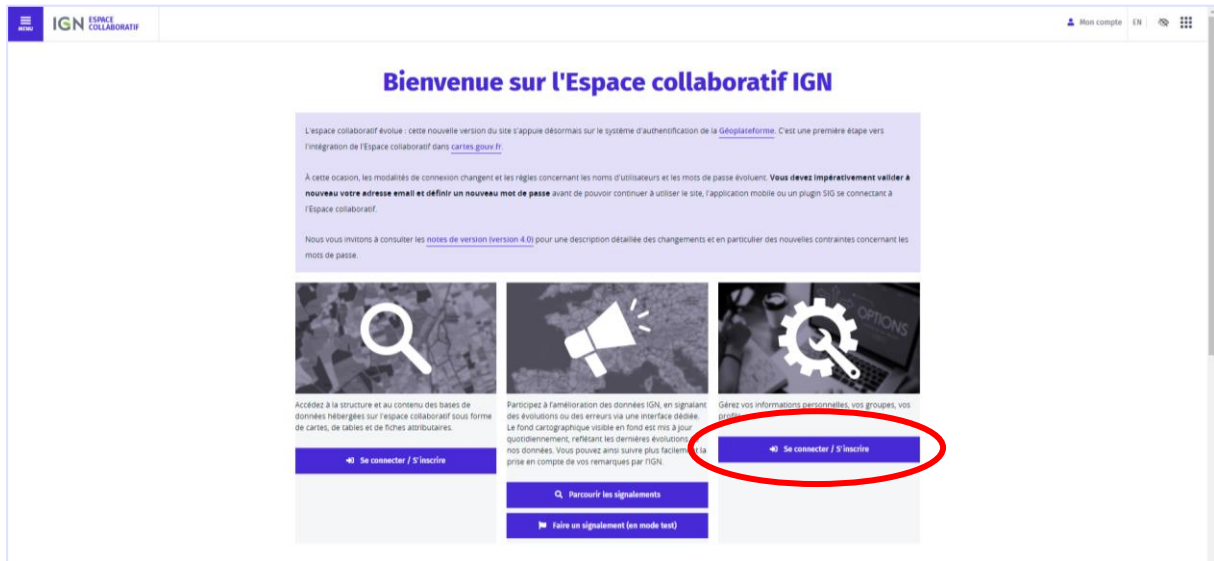 MENU
IGN ESPACE
COLLABORATIF
Mon compte
EN
Bienvenue sur l'Espace collaboratif IGN
L'espace collaboratif évolue : cette nouvelle version du site s'appuie désormais sur le système d'authentification de la Géoplateforme. C'est une première étape vers
l'intégration de l'Espace collaboratif dans cartes.gouv.fr.
À cette ocasion, les modalités de connexion changent et les règles concernant les noms d'utilisateurs et les mots de passe évoluent. Vous devez impérativement valider à
nouveau votre adresse email et définir un nouveau mot de passe avant de pouvoir continuer à utiliser le site, l'application mobile ou un plugin SIG se connectant à
l'Espace collaboratif.
Nous vous invitons à consulter les notes de version (version 4.0) pour une description détaillée des changements et en particulier des nouvelles contraintes concernant les
mots de passe.
OPTIONS
Accédez à la structure et au contenu des bases de
données hébergées sur l'espace collaboratif sous forme
de cartes, de tables et de fiches attributaires.
Se connecter / S'inscrire
Participez à l'amélioration des données IGN, en signalant
des évolutions ou des erreurs via une interface dédiée.
Le fond cartographique visible en fond est mis à jour
quotidiennement, reflétant les dernières évolutions
nos données. Vous pouvez ainsi suivre plus facilement la
prise en compte de vos remarques par l'IGN.
Parcourir les signalements
Faire un signalement (en mode test)
Gérez vos informations personnelles, vos groupes, vos
Se connecter / S'inscrire